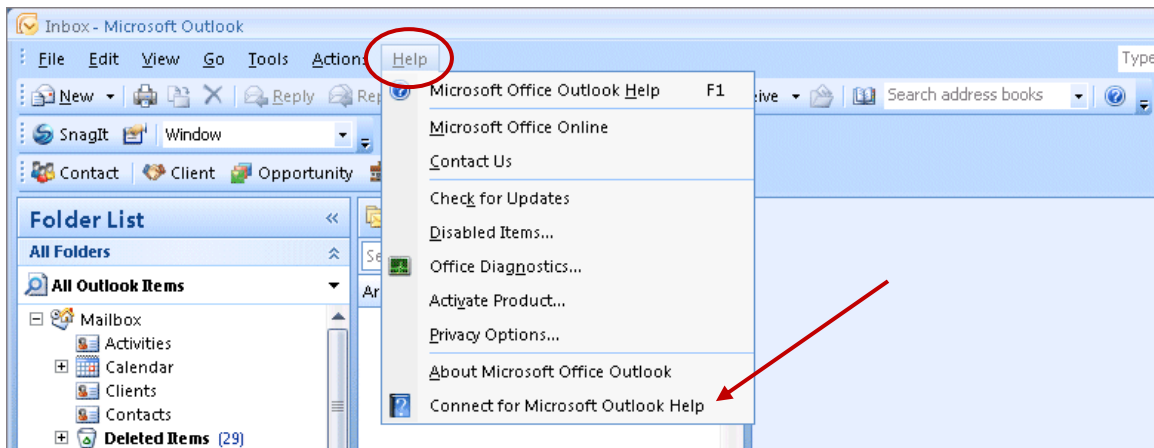 Inbox - Microsoft Outlook
File Edit View Go Tools Actions Help
Type
New Reply
Search address books
SnagIt Window
Contact Client Opportunity
Microsoft Office Outlook Help F1
Microsoft Office Online
Contact Us
Check for Updates
Disabled Items...
Office Diagnostics...
Activate Product...
Privacy Options...
About Microsoft Office Outlook
Connect for Microsoft Outlook Help
Folder List
All Folders
All Outlook Items
Mailbox
Activities
Calendar
Clients
Contacts
Deleted Items (29)